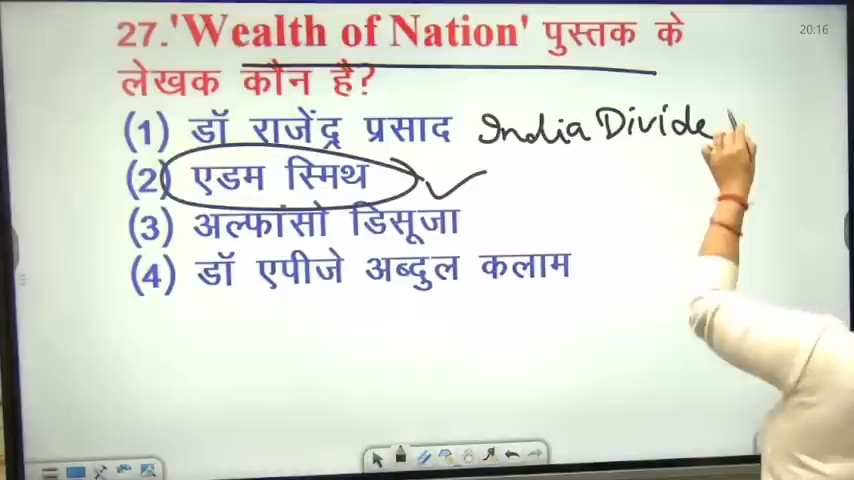 20:16
27.'Wealth of Nation' पुस्तक के
लेखक कौन है?
(1) डॉ राजेंद्र प्रसाद India Divide
(2) एडम स्मिथ
(3) अल्फांसो डिसूजा
(4) डॉ एपीजे अब्दुल कलाम